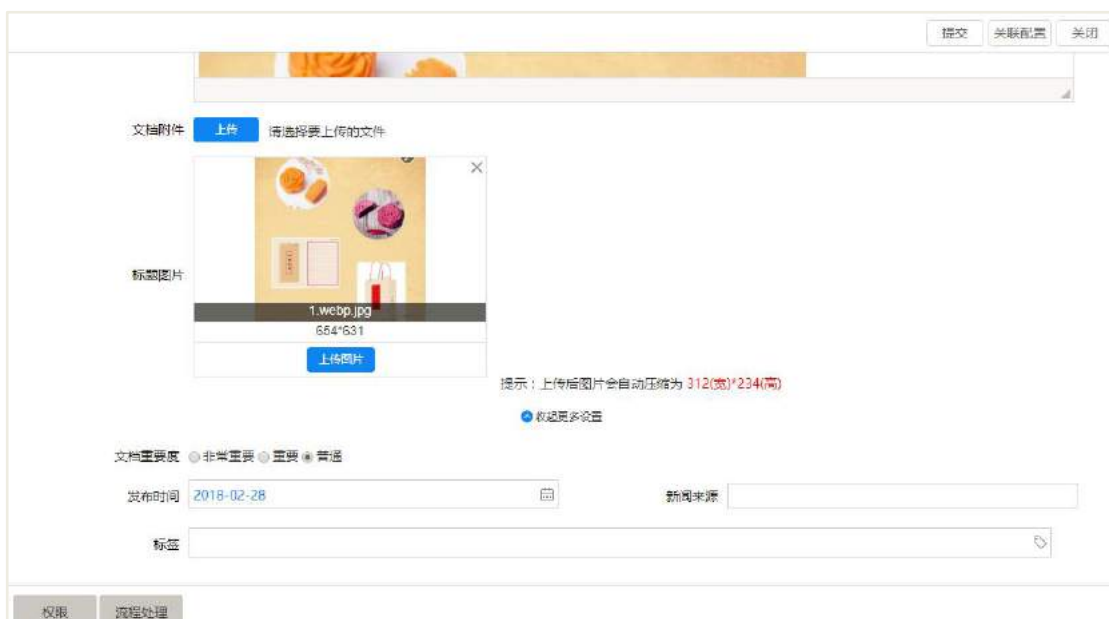 提交 关联配置 关闭
文档附件 上传 请选择要上传的文件
标题图片
1.webp.jpg
654*631
上传图片
提示：上传后图片会自动压缩为 312(宽)*234(高)
收起更多设置
文档重要度 非常重要 重要 普通
发布时间 2018-02-28 新闻来源
标签
权限 流程处理